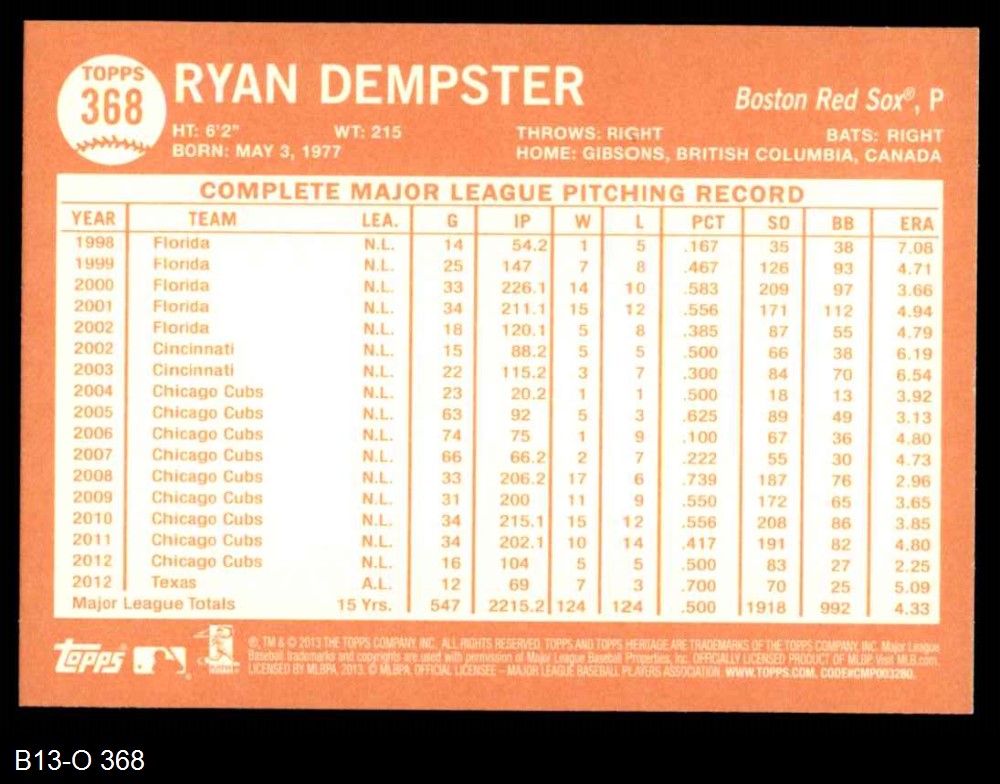 TOPPS
368
RYAN DEMPSTER
Boston Red Sox®, P
HT: 6'2" WT: 215 THROWS: RIGHT BATS: RIGHT
BORN: MAY 3, 1977 HOME: GIBSONS, BRITISH COLUMBIA, CANADA
COMPLETE MAJOR LEAGUE PITCHING RECORD
YEAR TEAM LEA. G IP W L PCT SO BB ERA
1998 Florida N.L. 14 54.2 1 5 .167 35 38 7.08
1999 Florida N.L. 25 147 7 8 .467 126 93 4.71
2000 Florida N.L. 33 226.1 14 10 .583 209 97 3.66
2001 Florida N.L. 34 211.1 15 12 .556 171 112 4.94
2002 Florida N.L. 18 120.1 5 8 .385 87 55 4.79
2002 Cincinnati N.L. 15 88.2 5 5 .500 66 38 6.19
2003 Cincinnati N.L. 22 115.2 3 7 .300 84 70 6.54
2004 Chicago Cubs N.L. 23 20.2 1 1 .500 18 13 3.92
2005 Chicago Cubs N.L. 63 92 5 3 .625 89 49 3.13
2006 Chicago Cubs N.L. 74 75 1 9 .100 67 36 4.80
2007 Chicago Cubs N.L. 66 66.2 2 7 .222 55 30 4.73
2008 Chicago Cubs N.L. 33 206.2 17 6 .739 187 76 2.96
2009 Chicago Cubs N.L. 31 200 11 9 .550 172 65 3.65
2010 Chicago Cubs N.L. 34 215.1 15 12 .556 208 86 3.85
2011 Chicago Cubs N.L. 34 202.1 10 14 .417 191 82 4.80
2012 Chicago Cubs N.L. 16 104 5 5 .500 83 27 2.25
2012 Texas A.L. 12 69 7 3 .700 70 25 5.09
Major League Totals 15 Yrs. 547 2215.2 124 124 .500 1918 992 4.33
Topps
®, TM & © 2013 THE TOPPS COMPANY, INC. ALL RIGHTS RESERVED. TOPPS AND TOPPS HERITAGE ARE TRADEMARKS OF THE TOPPS COMPANY, INC. Major League
Baseball trademarks and copyrights are used with permission of Major League Baseball Properties, Inc. OFFICIALLY LICENSED PRODUCT OF MLBP. Visit MLB.com.
LICENSED BY MLBPA, 2013. © MLBPA, OFFICIAL LICENSEE – MAJOR LEAGUE BASEBALL PLAYERS ASSOCIATION WWW.TOPPS.COM. CODE#CMP003280.
B13-O 368